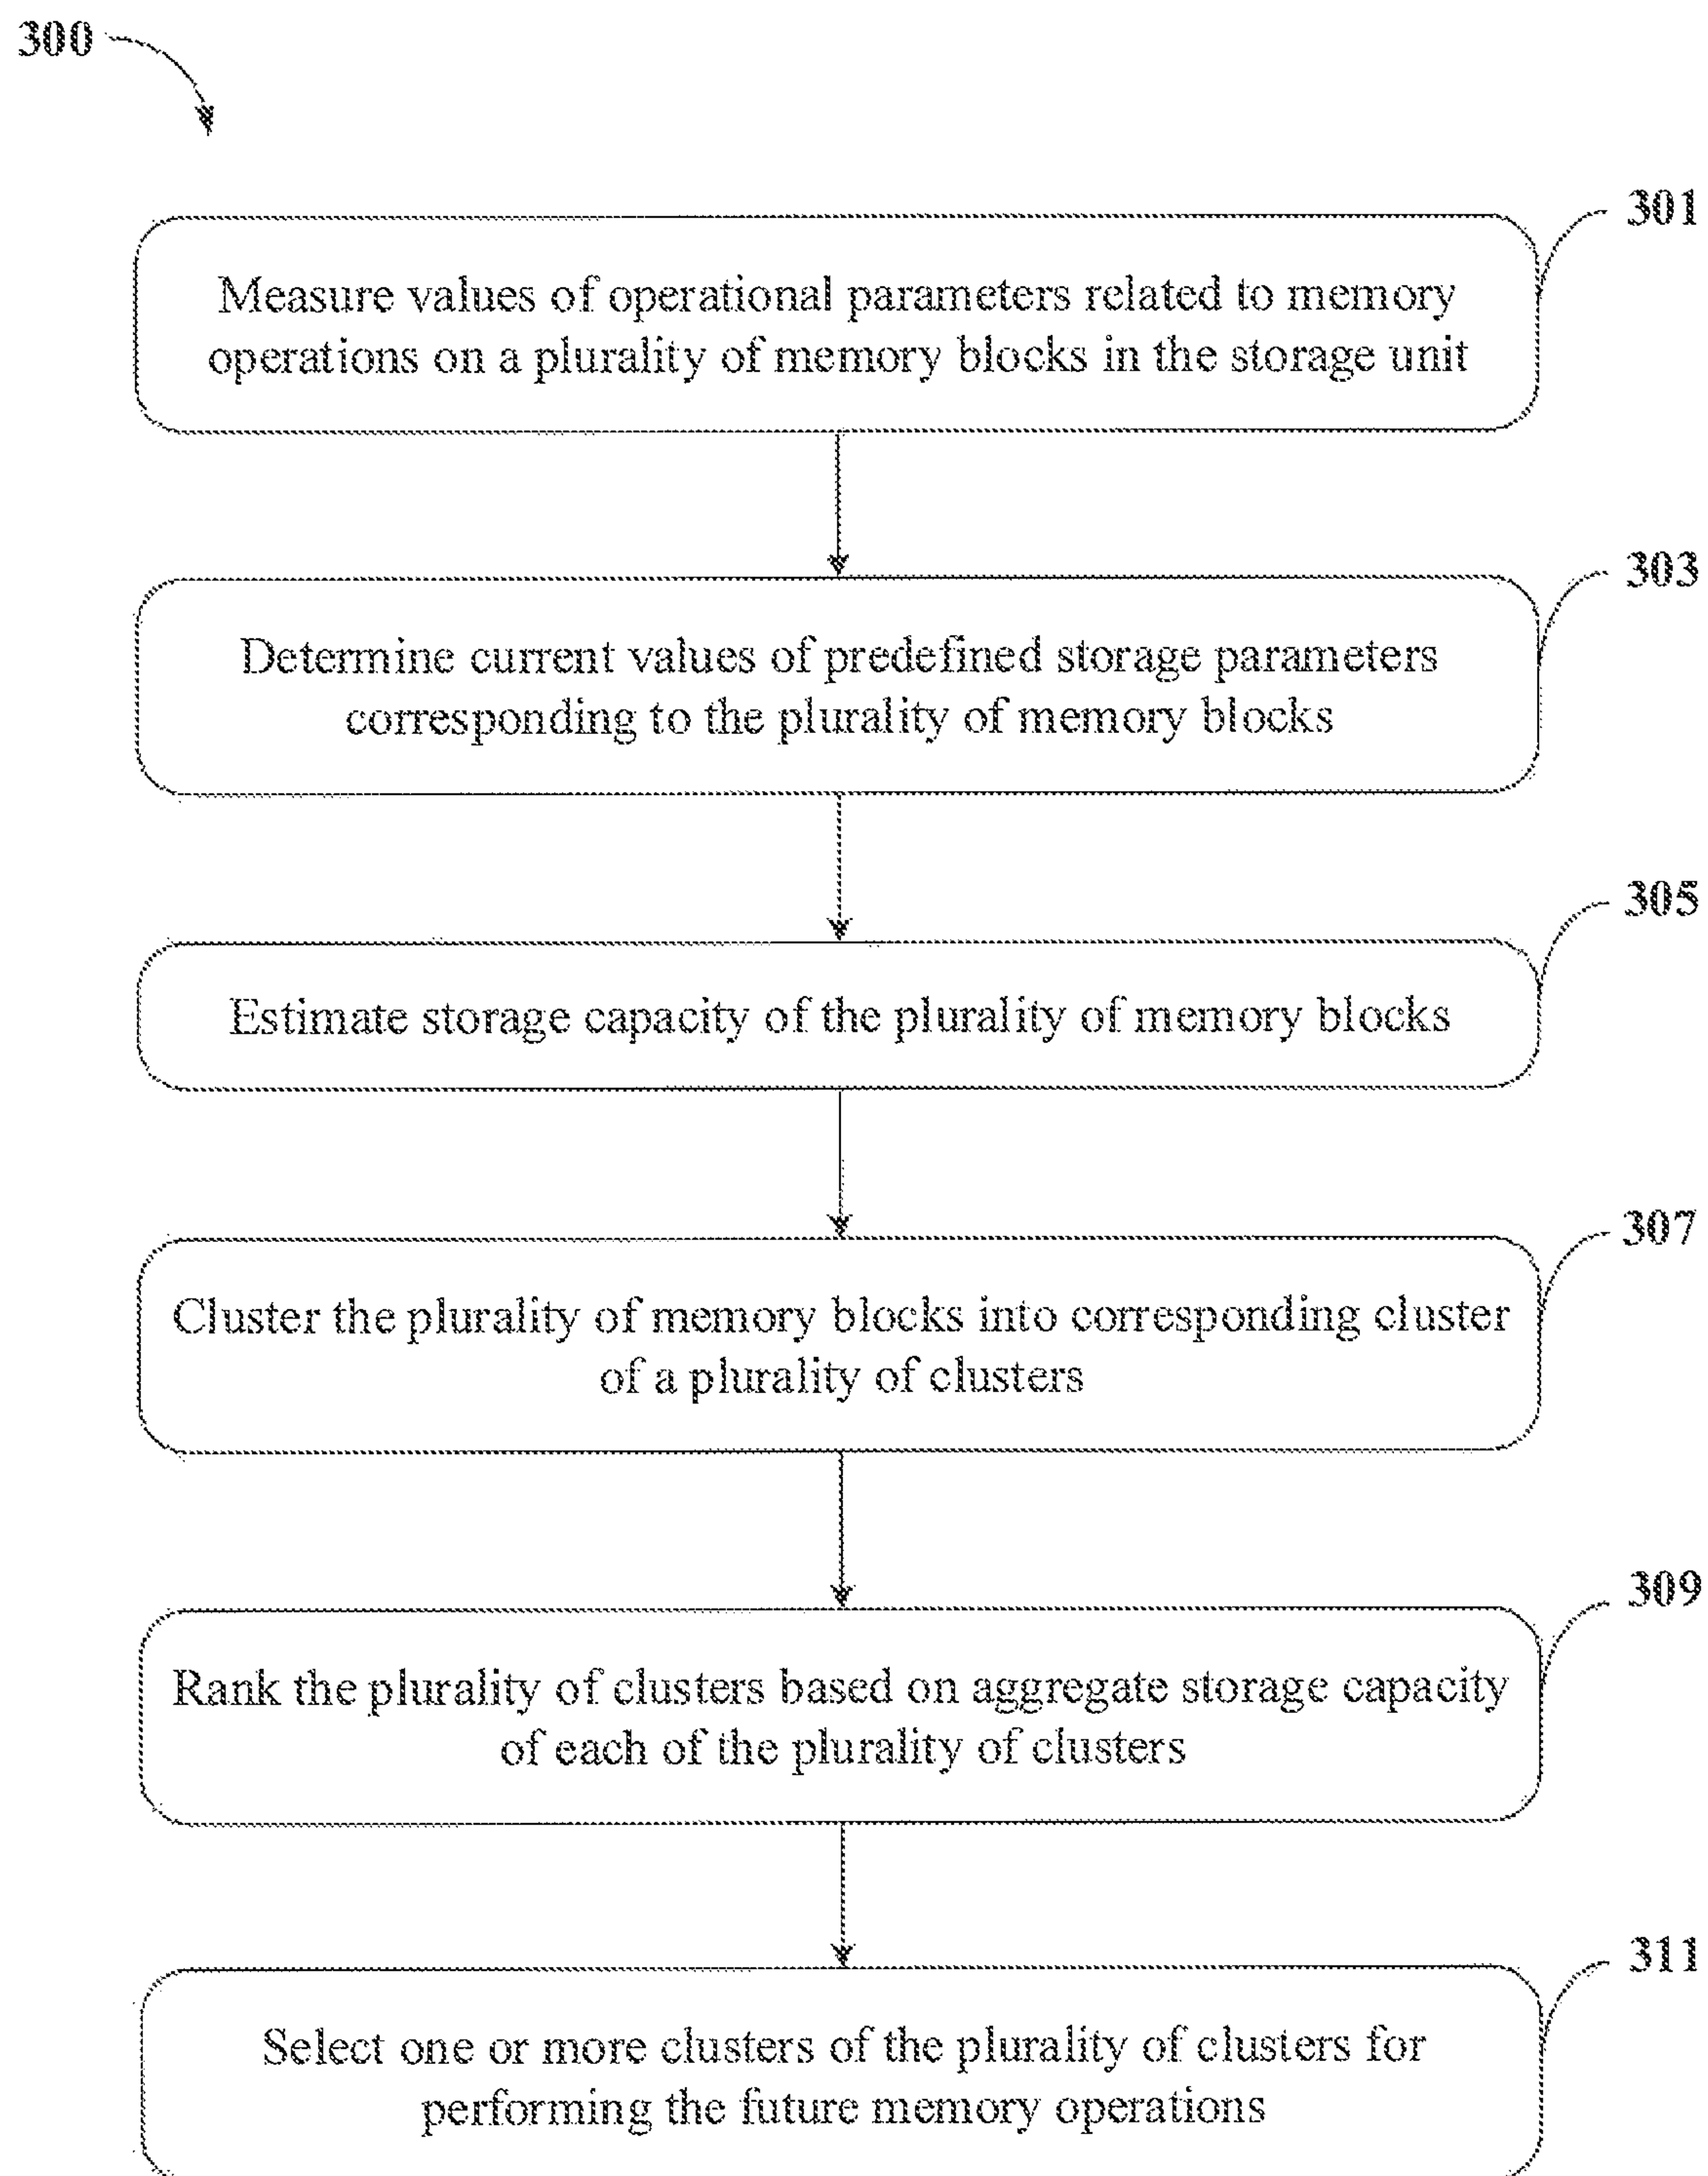 300
301
Measure values of operational parameters related to memory
operations on a plurality of memory blocks in the storage unit
303
Determine current values of predefined storage parameters
corresponding to the plurality of memory blocks
305
Estimate storage capacity of the plurality of memory blocks
307
Cluster the plurality of memory blocks into corresponding cluster
of a plurality of clusters
309
Rank the plurality of clusters based on aggregate storage capacity
of each of the plurality of clusters
311
Select one or more clusters of the plurality of clusters for
performing the future memory operations